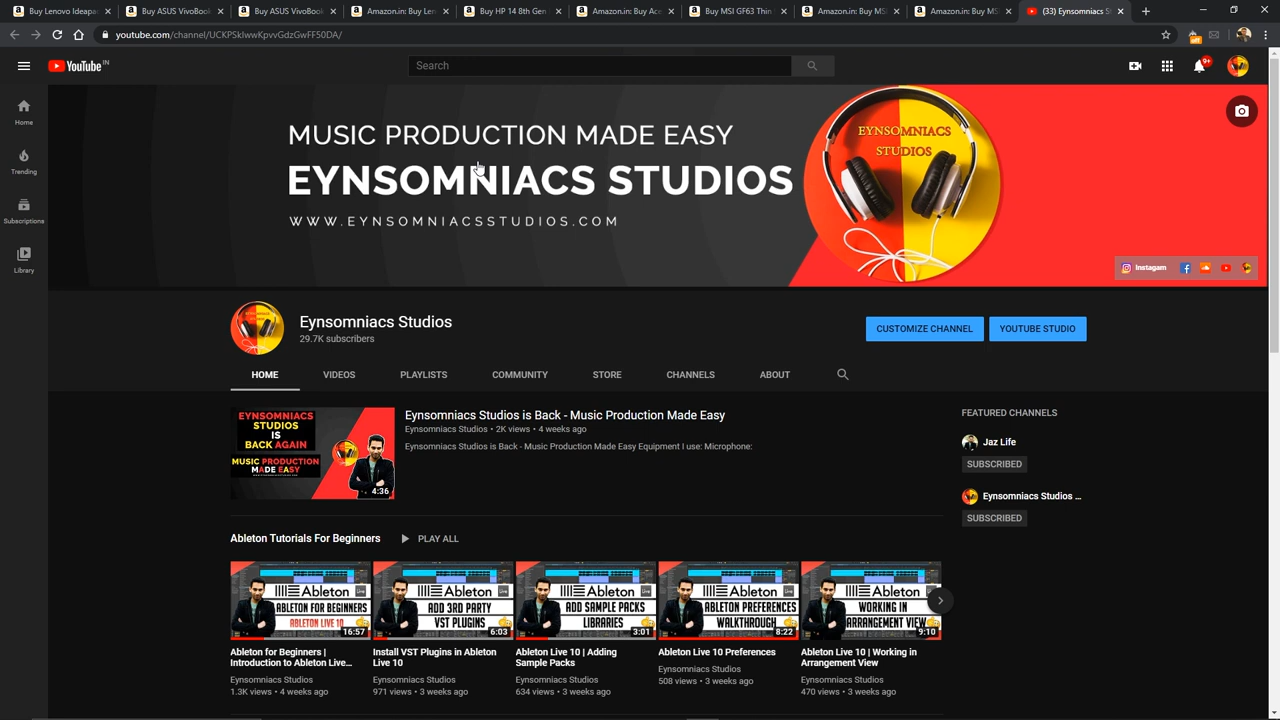 Buy Lenovo Ideapa
Buy ASUS VivoBook
Buy ASUS VivoBook
Amazon.in: Buy Len
Buy HP 14 8th Gen
Amazon.in: Buy Ace
Buy MSI GF63 Thin
Amazon.in: Buy MSI
Amazon.in: Buy MSI
(33) Eynsomniacs St
youtube.com/channel/UCKPSkIwwKpvvGdzGwFF50DA/
off
YouTube IN
Search
9+
Home
Trending
Subscriptions
Library
MUSIC PRODUCTION MADE EASY
EYNSOMNIACS STUDIOS
WWW.EYNSOMNIACSSTUDIOS.COM
EYNSOMNIACS
STUDIOS
Instagam
Eynsomniacs Studios
29.7K subscribers
CUSTOMIZE CHANNEL
YOUTUBE STUDIO
HOME
VIDEOS
PLAYLISTS
COMMUNITY
STORE
CHANNELS
ABOUT
EYNSOMNIACS
STUDIOS
IS
BACK AGAIN
MUSIC PRODUCTION
MADE EASY
4:36
Eynsomniacs Studios is Back - Music Production Made Easy
Eynsomniacs Studios • 2K views • 4 weeks ago
Eynsomniacs Studios is Back - Music Production Made Easy Equipment I use: Microphone:
FEATURED CHANNELS
Jaz Life
SUBSCRIBED
Eynsomniacs Studios ...
SUBSCRIBED
Ableton Tutorials For Beginners
PLAY ALL
Ableton
ABLETON FOR BEGINNERS
ABLETON LIVE 10
16:57
Ableton for Beginners |
Introduction to Ableton Live...
Eynsomniacs Studios
1.3K views • 4 weeks ago
Ableton
ADD 3RD PARTY
VST PLUGINS
6:03
Install VST Plugins in Ableton
Live 10
Eynsomniacs Studios
971 views • 3 weeks ago
Ableton
ADD SAMPLE PACKS
LIBRARIES
3:01
Ableton Live 10 | Adding
Sample Packs
Eynsomniacs Studios
634 views • 3 weeks ago
Ableton
ABLETON PREFERENCES
WALKTHROUGH
8:22
Ableton Live 10 Preferences
Eynsomniacs Studios
508 views • 3 weeks ago
Ableton
WORKING IN
ARRANGEMENT VIEW
9:10
Ableton Live 10 | Working in
Arrangement View
Eynsomniacs Studios
470 views • 3 weeks ago